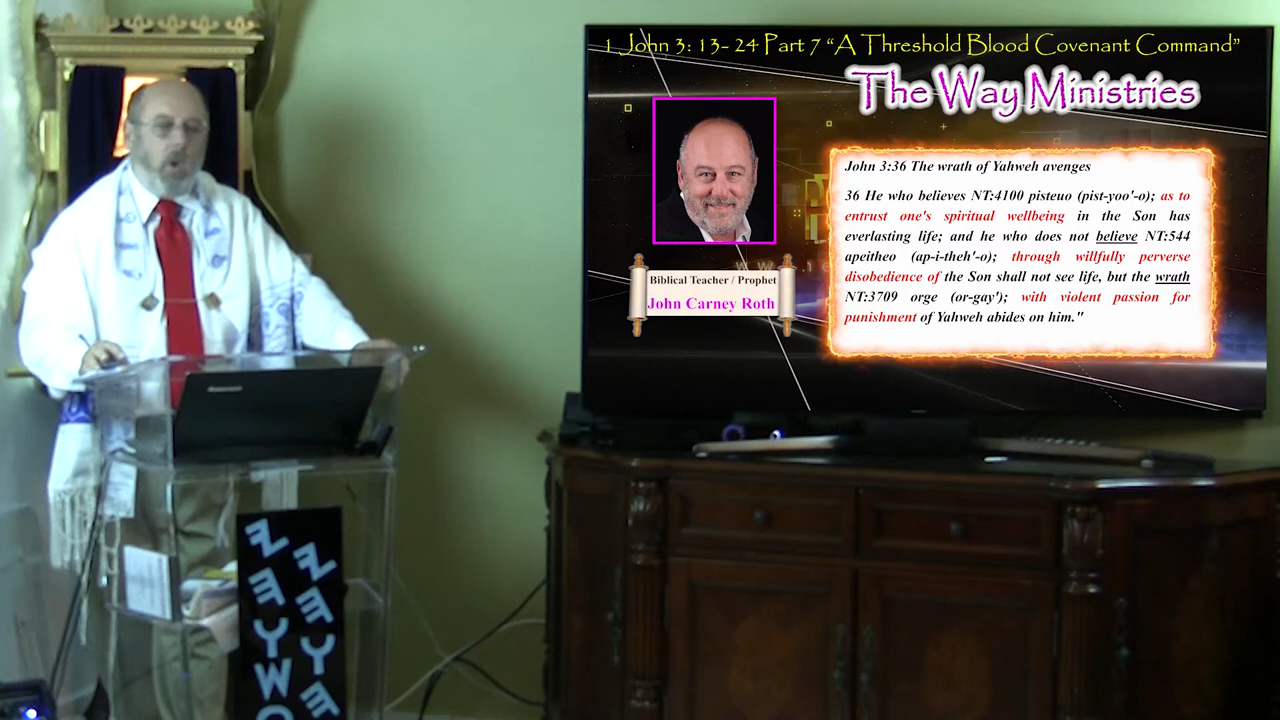 1 John 3: 13- 24 Part 7 “A Threshold Blood Covenant Command”
The Way Ministries
Biblical Teacher / Prophet
John Carney Roth
John 3:36 The wrath of Yahweh avenges
36 He who believes NT:4100 pisteuo (pist-yoo'-o); as to
entrust one's spiritual wellbeing in the Son has
everlasting life; and he who does not believe NT:544
apeitheo (ap-i-theh'-o); through willfully perverse
disobedience of the Son shall not see life, but the wrath
NT:3709 orge (or-gay'); with violent passion for
punishment of Yahweh abides on him."